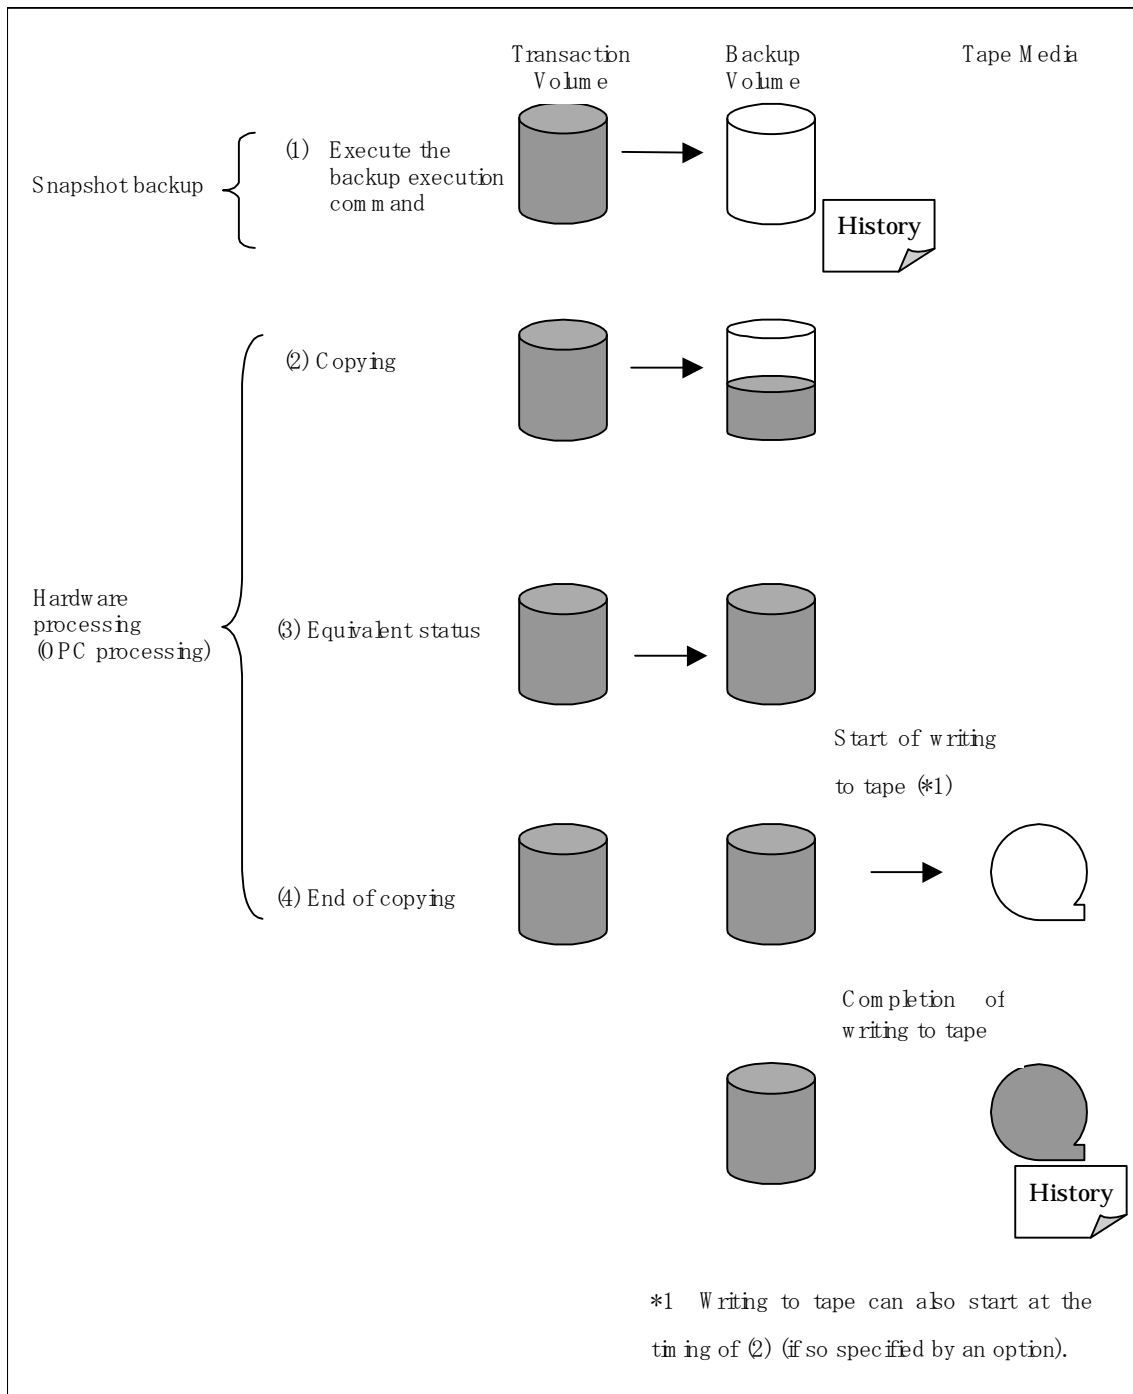 Transaction Volume
Backup Volume
Tape Media
Snapshot backup
(1) Execute the
backup execution
command
History
(2) Copying
Hardware
processing
(OPC processing)
(3) Equivalent status
Start of writing
to tape (*1)
(4) End of copying
Completion of
writing to tape
History
*1 Writing to tape can also start at the
timing of (2) (if so specified by an option).